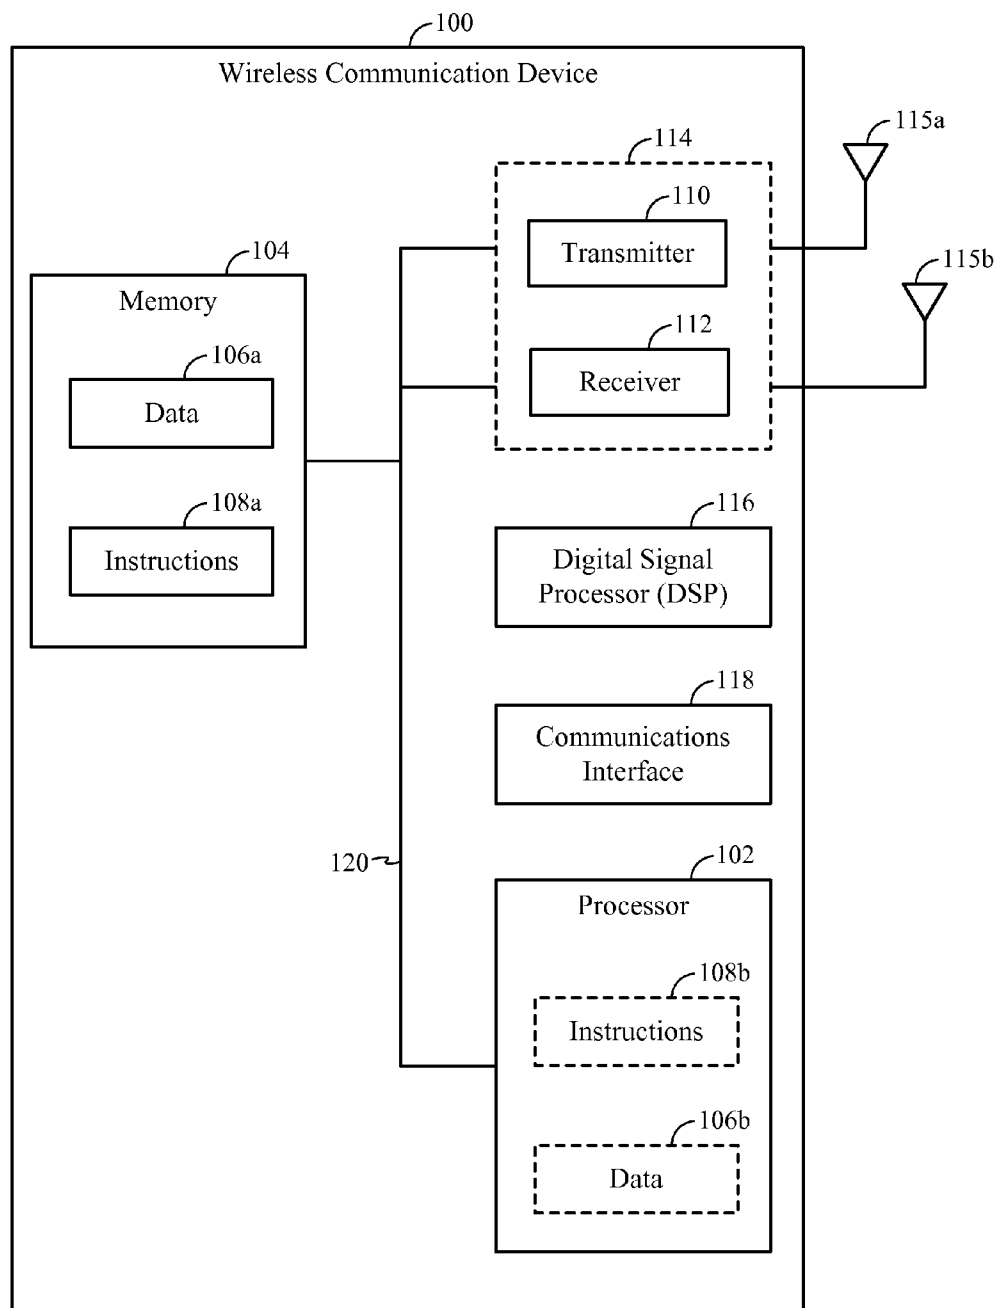 100
Wireless Communication Device
115a
114
110
Transmitter
115b
104
Memory
112
Receiver
106a
Data
108a
Instructions
116
Digital Signal
Processor (DSP)
118
Communications
Interface
120
102
Processor
108b
Instructions
106b
Data